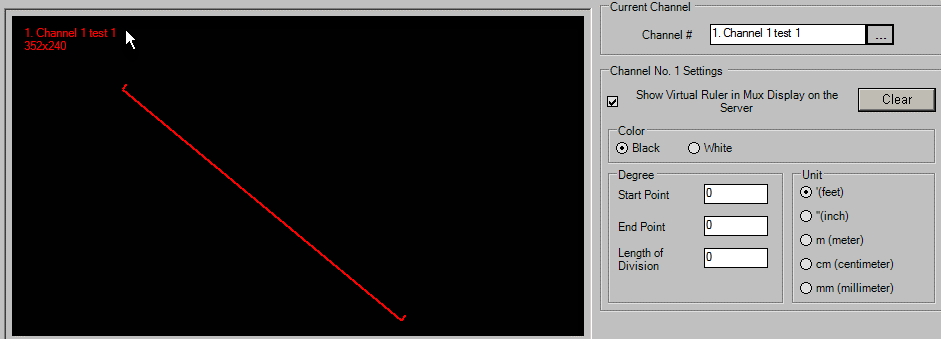 1. Channel 1 test 1
352x240
Current Channel
Channel # 1. Channel 1 test 1 ...
Channel No. 1 Settings
Show Virtual Ruler in Mux Display on the
Server
Clear
Color
Black White
Degree
Start Point 0
End Point 0
Length of
Division 0
Unit
'(feet)
"(inch)
m (meter)
cm (centimeter)
mm (millimeter)